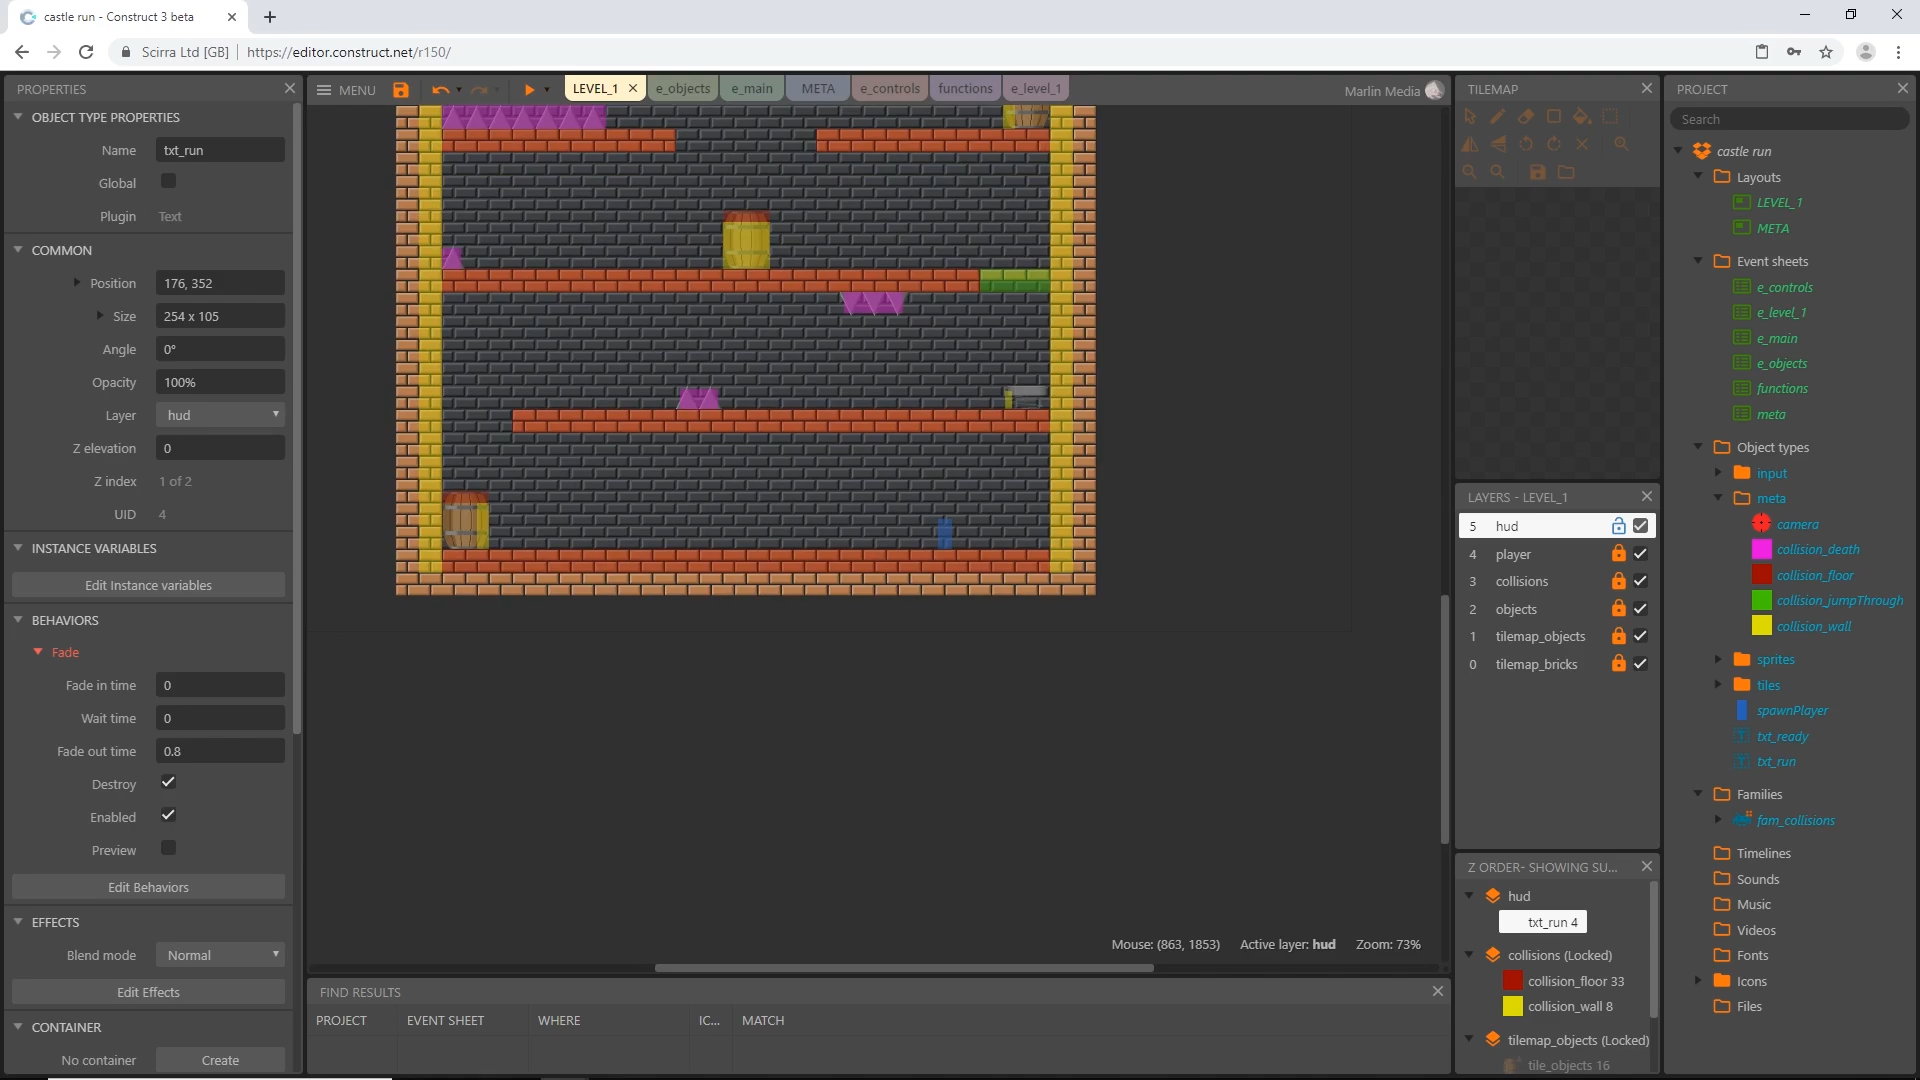 castle run - Construct 3 beta
Scirra Ltd [GB] https://editor.construct.net/r150/
PROPERTIES
OBJECT TYPE PROPERTIES
Name txt_run
Global
Plugin Text
COMMON
Position 176, 352
Size 254 x 105
Angle 0°
Opacity 100%
Layer hud
Z elevation 0
Z index 1 of 2
UID 4
INSTANCE VARIABLES
Edit Instance variables
BEHAVIORS
Fade
Fade in time 0
Wait time 0
Fade out time 0.8
Destroy
Enabled
Preview
Edit Behaviors
EFFECTS
Blend mode Normal
Edit Effects
CONTAINER
No container Create
MENU
LEVEL_1 e_objects e_main META e_controls functions e_level_1
Marlin Media
Mouse: (863, 1853) Active layer: hud Zoom: 73%
FIND RESULTS
PROJECT EVENT SHEET WHERE IC... MATCH
TILEMAP
LAYERS - LEVEL_1
5 hud
4 player
3 collisions
2 objects
1 tilemap_objects
0 tilemap_bricks
Z ORDER- SHOWING SU...
hud
txt_run 4
collisions (Locked)
collision_floor 33
collision_wall 8
tilemap_objects (Locked)
tile_objects 16
PROJECT
Search
castle run
Layouts
LEVEL_1
META
Event sheets
e_controls
e_level_1
e_main
e_objects
functions
meta
Object types
input
meta
camera
collision_death
collision_floor
collision_jumpThrough
collision_wall
sprites
tiles
spawnPlayer
txt_ready
txt_run
Families
fam_collisions
Timelines
Sounds
Music
Videos
Fonts
Icons
Files